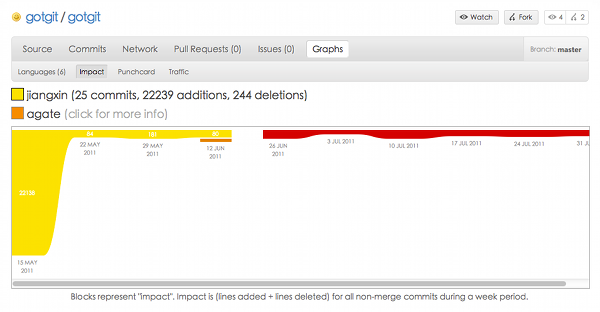 gotgit / gotgit
Watch
Fork
4
2
Source
Commits
Network
Pull Requests (0)
Issues (0)
Graphs
Branch: master
Languages (6)
Impact
Punchcard
Traffic
jiangxin (25 commits, 22239 additions, 244 deletions)
agate (click for more info)
64
181
80
22 MAY
2011
29 MAY
2011
12 JUN
2011
26 JUN
2011
3 JUL 2011
10 JUL 2011
17 JUL 2011
24 JUL 2011
31 J
15 MAY
2011
Blocks represent "impact". Impact is (lines added + lines deleted) for all non-merge commits during a week period.